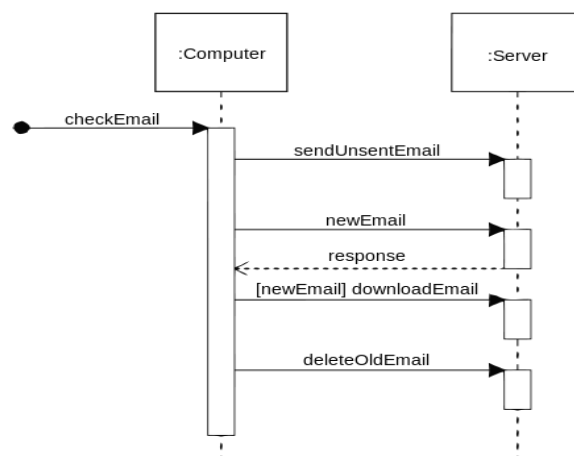 :Computer
:Server
checkEmail
sendUnsentEmail
newEmail
response
[newEmail] downloadEmail
deleteOldEmail